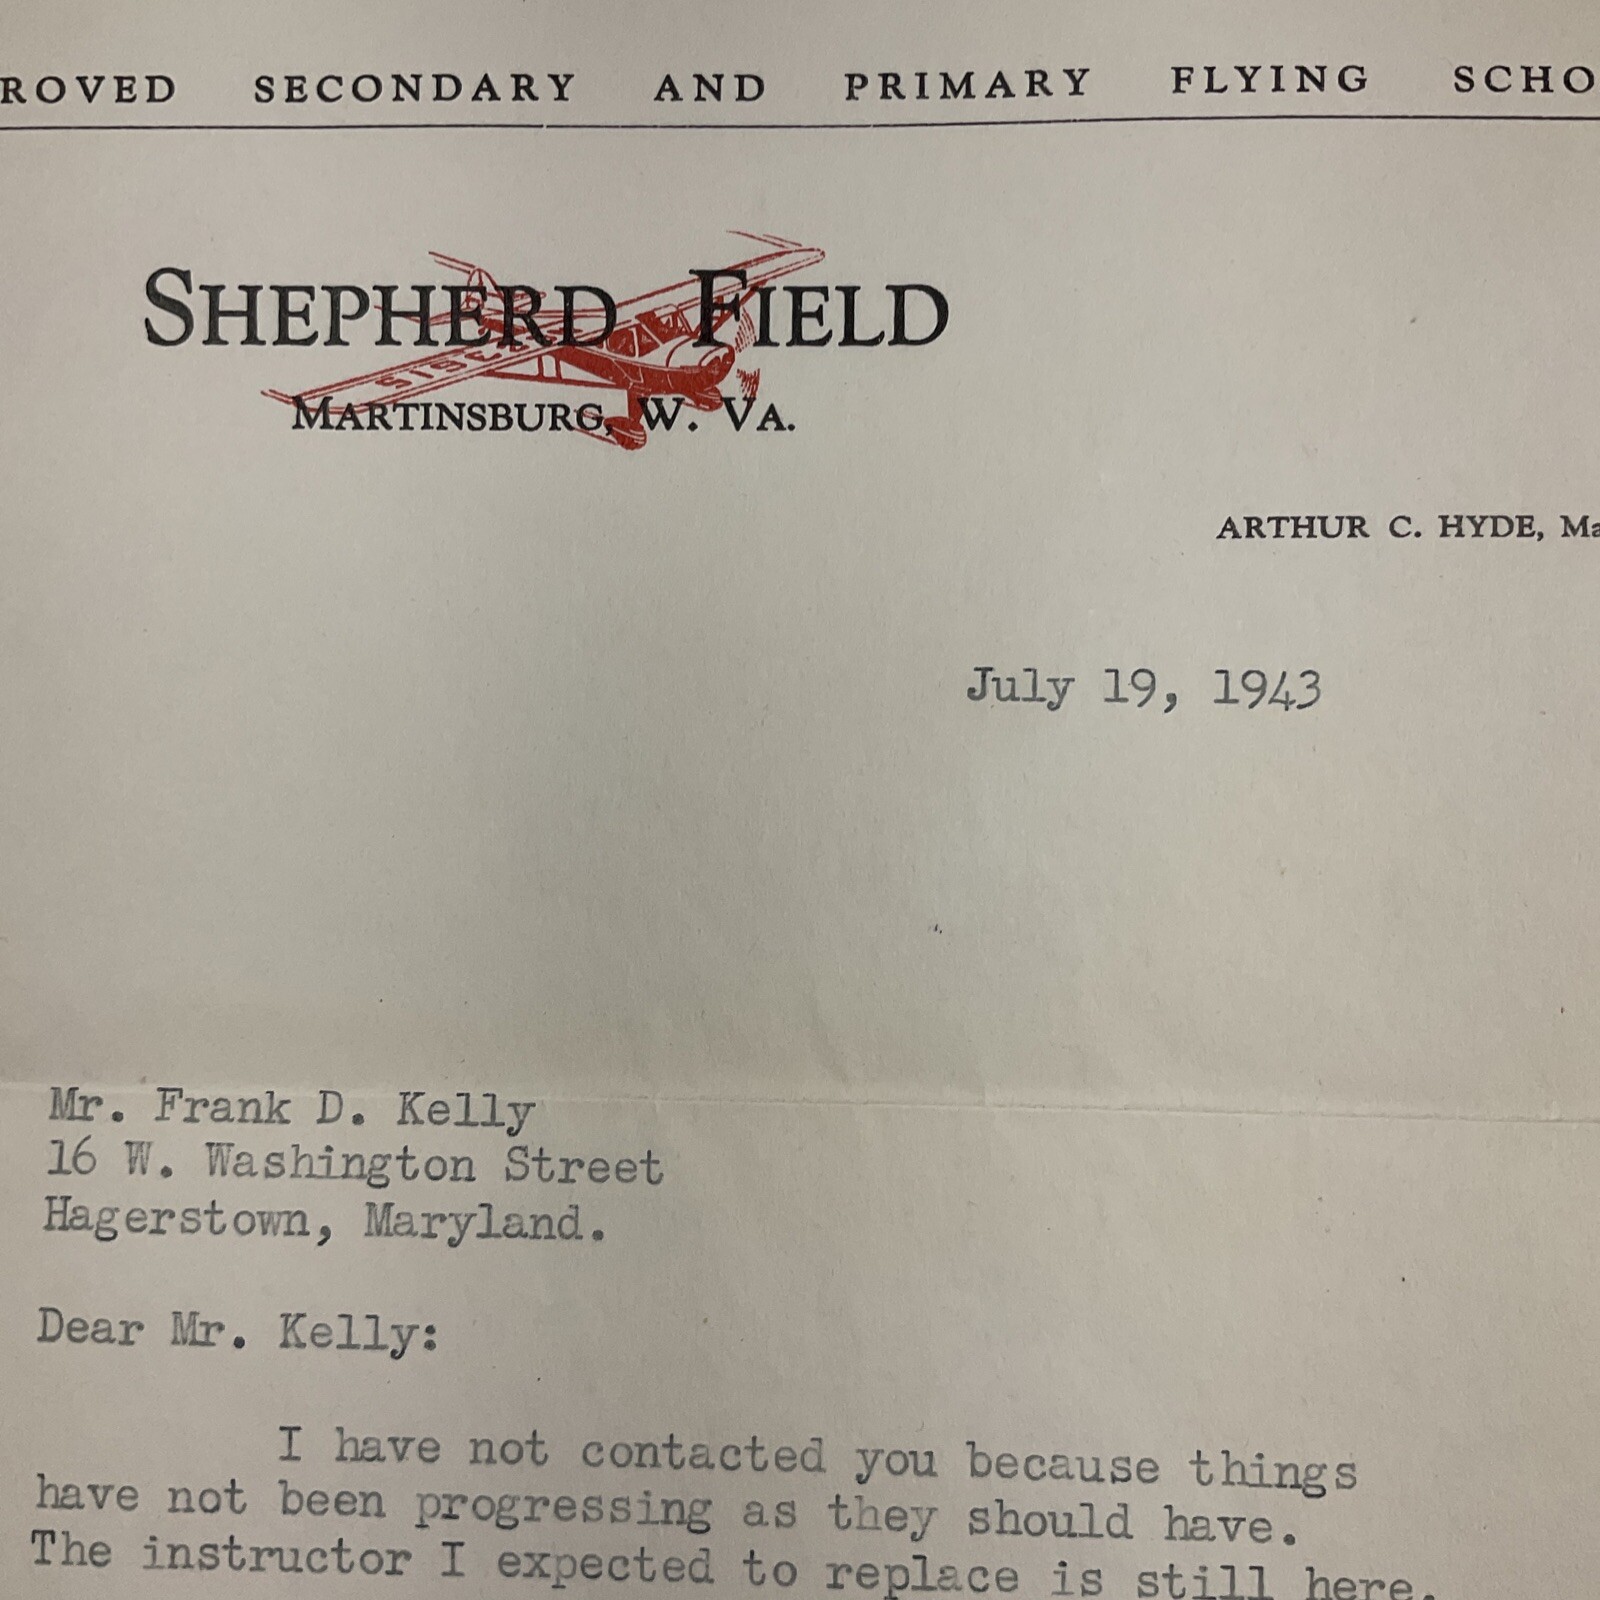 ROVED SECONDARY AND PRIMARY FLYING SCHO
SHEPHERD FIELD
MARTINSBURG, W. VA.
ARTHUR C. HYDE, Ma
July 19, 1943
Mr. Frank D. Kelly
16 W. Washington Street
Hagerstown, Maryland.
Dear Mr. Kelly:
I have not contacted you because things
have not been progressing as they should have.
The instructor I expected to replace is still here.